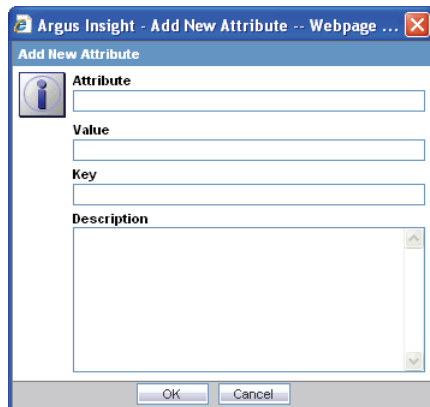 Argus Insight - Add New Attribute -- Webpage ...
Add New Attribute
Attribute
Value
Key
Description
OK
Cancel